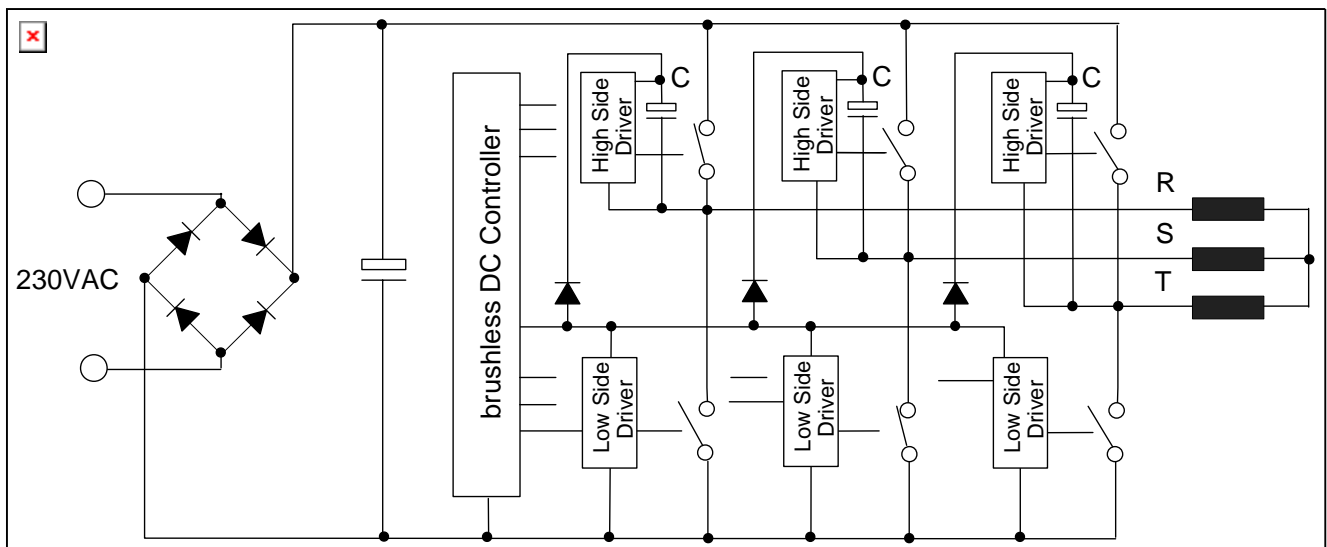 230VAC
brushless DC Controller
High Side
Driver
C
High Side
Driver
C
High Side
Driver
C
R
S
T
Low Side
Driver
Low Side
Driver
Low Side
Driver